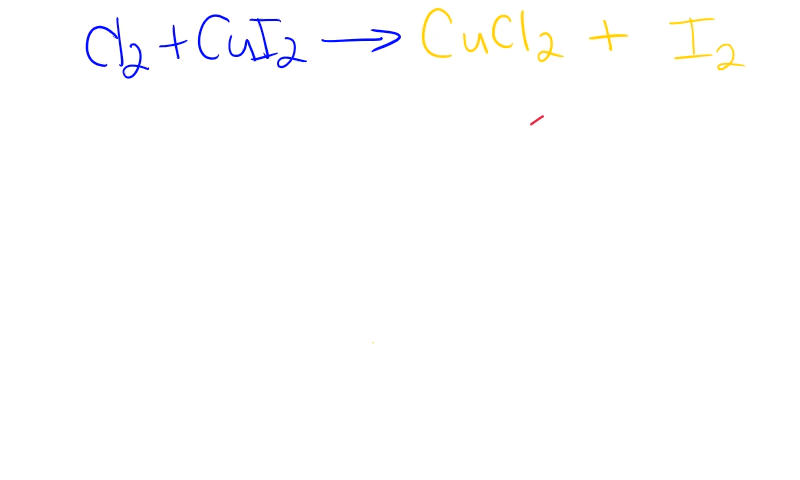 Cl2 + CuI2 → CuCl2 + I2